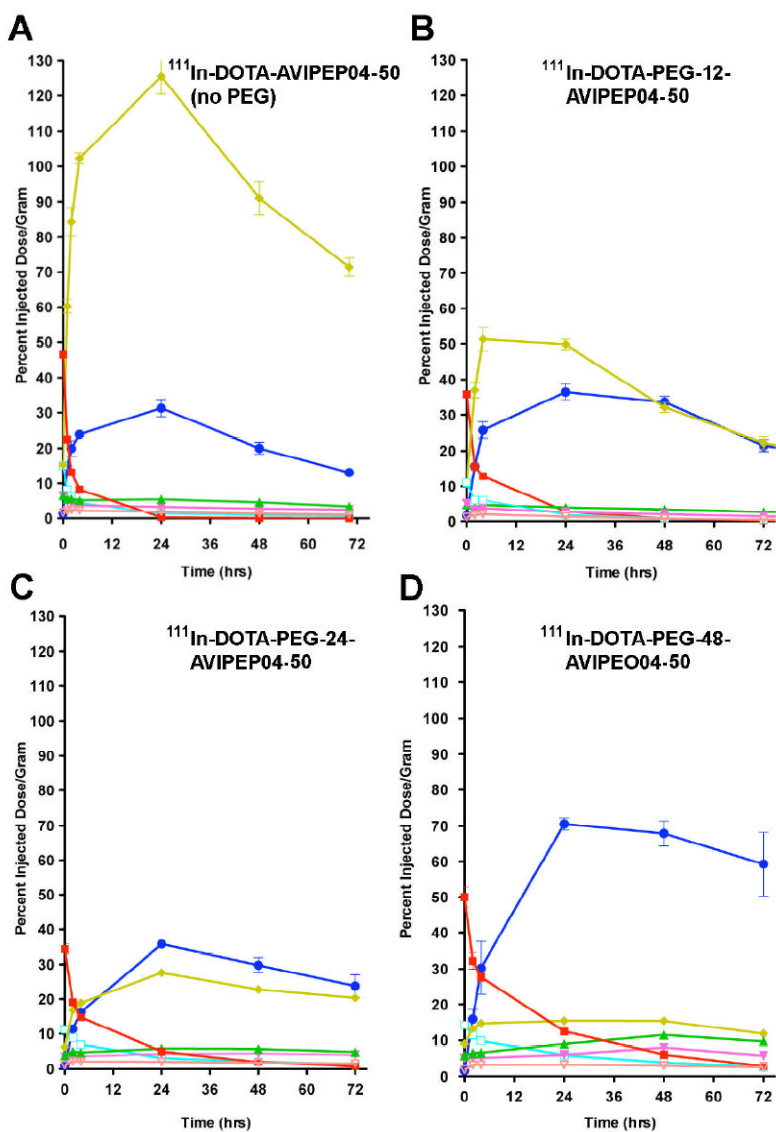 A
¹¹¹In-DOTA-AVIPEP04-50
(no PEG)
130
120
110
100
90
80
70
60
50
40
30
20
10
0
Percent Injected Dose/Gram
0 12 24 36 48 60 72
Time (hrs)
B
¹¹¹In-DOTA-PEG-12-
AVIPEP04-50
130
120
110
100
90
80
70
60
50
40
30
20
10
0
Percent Injected Dose/Gram
0 12 24 36 48 60 72
Time (hrs)
C
¹¹¹In-DOTA-PEG-24-
AVIPEP04-50
130
120
110
100
90
80
70
60
50
40
30
20
10
0
Percent Injected Dose/Gram
0 12 24 36 48 60 72
Time (hrs)
D
¹¹¹In-DOTA-PEG-48-
AVIPEO04-50
130
120
110
100
90
80
70
60
50
40
30
20
10
0
Percent Injected Dose/Gram
0 12 24 36 48 60 72
Time (hrs)